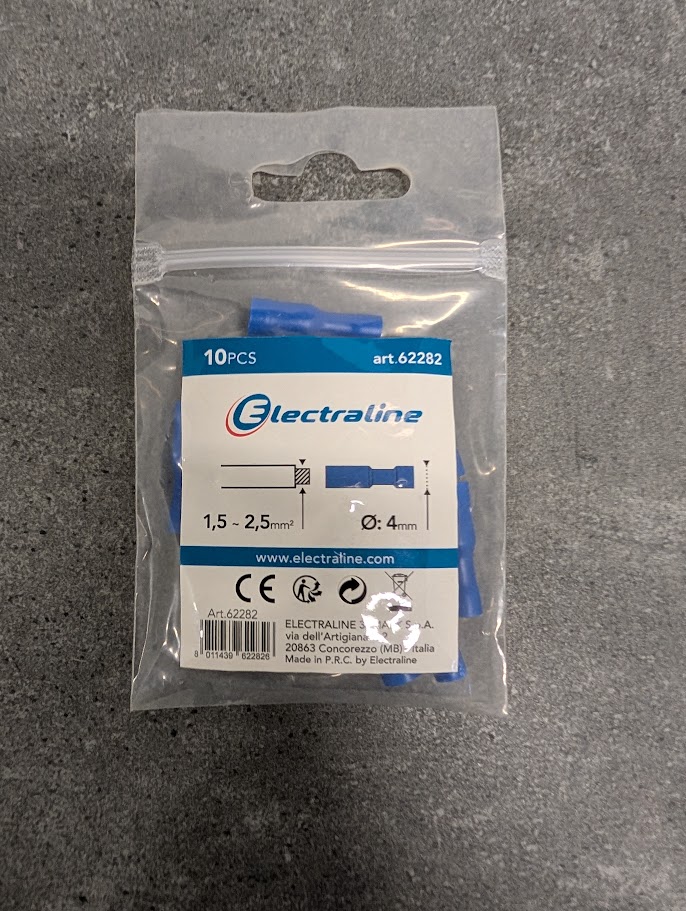 10PCS art.62282
Electraline
1,5 ~ 2,5mm² Ø: 4mm
www.electraline.com
CE
Art.62282
8 011439 622826
ELECTRALINE S.p.A.
via dell'Artigianato
20863 Concorezzo (MB) - Italia
Made in P.R.C. by Electraline